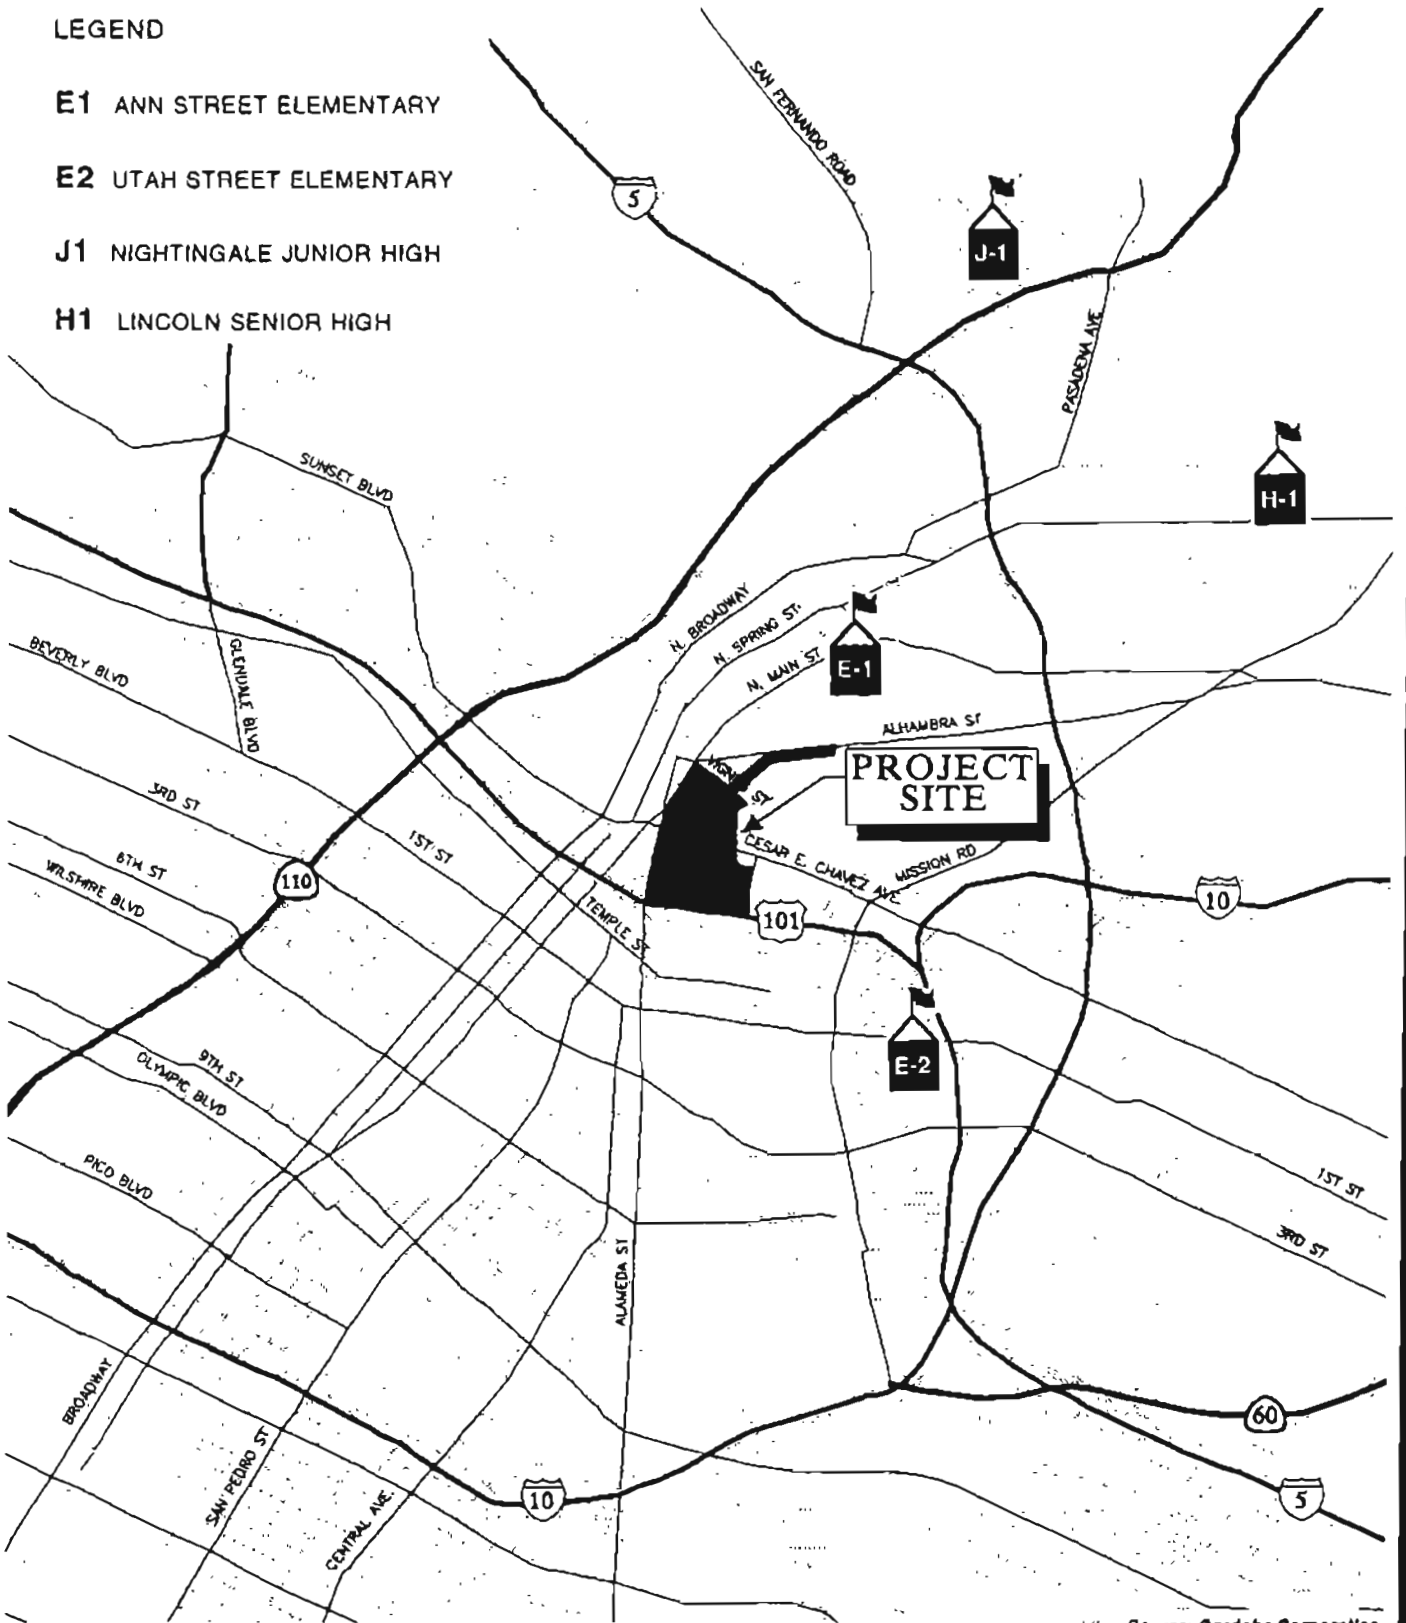 LEGEND
E1 ANN STREET ELEMENTARY
E2 UTAH STREET ELEMENTARY
J1 NIGHTINGALE JUNIOR HIGH
H1 LINCOLN SENIOR HIGH
SAN FERNANDO ROAD
5
J-1
PASADENA AVE
SUNSET BLVD
H-1
N. BROADWAY
N. SPRING ST.
N. MAIN ST
E-1
BEVERLY BLVD
GLENDALE BLVD
ALHAMBRA ST
PROJECT
SITE
ST.
3RD ST
1ST ST
6TH ST
WILSHIRE BLVD
110
CESAR E. CHAVEZ AVE
MISSION RD
10
TEMPLE ST
101
9TH ST
OLYMPIC BLVD
E-2
PICO BLVD
1ST ST
3RD ST
ALAMEDA ST
BROADWAY
SAN PEDRO ST
CENTRAL AVE.
10
60
5